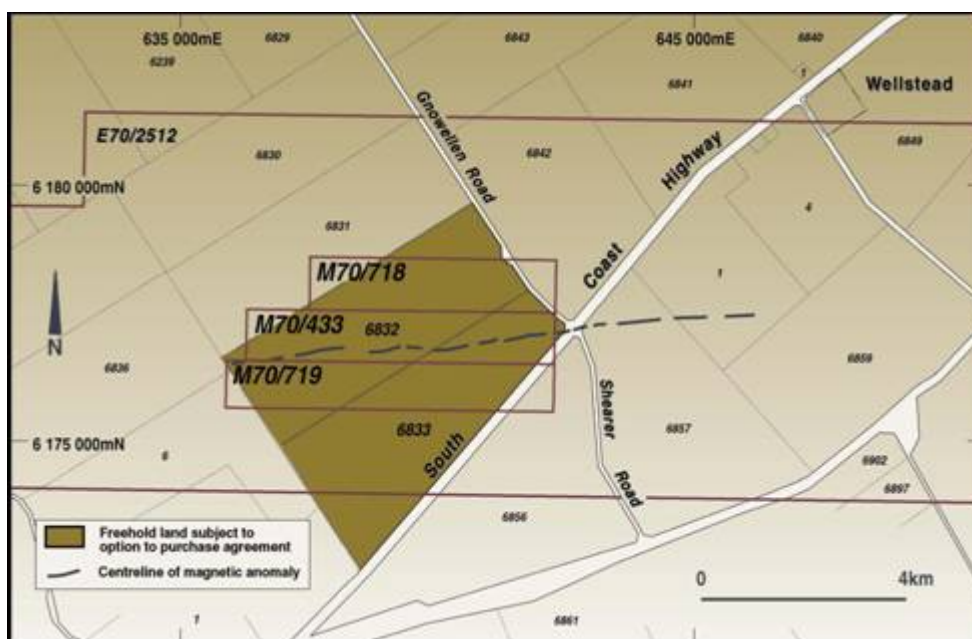 635 000mE
6829
6843
645 000mE
6840
6239
6841
1
Wellstead
E70/2512
Gnowellen Road
Highway
6830
6842
6849
6 180 000mN
4
6831
Coast
M70/718
1
M70/433
6832
N
M70/719
6836
6859
Shearer
6833
South
6857
6 175 000mN
6
6902
Road
6897
6856
Freehold land subject to
option to purchase agreement
Centreline of magnetic anomaly
0
4km
1
6861